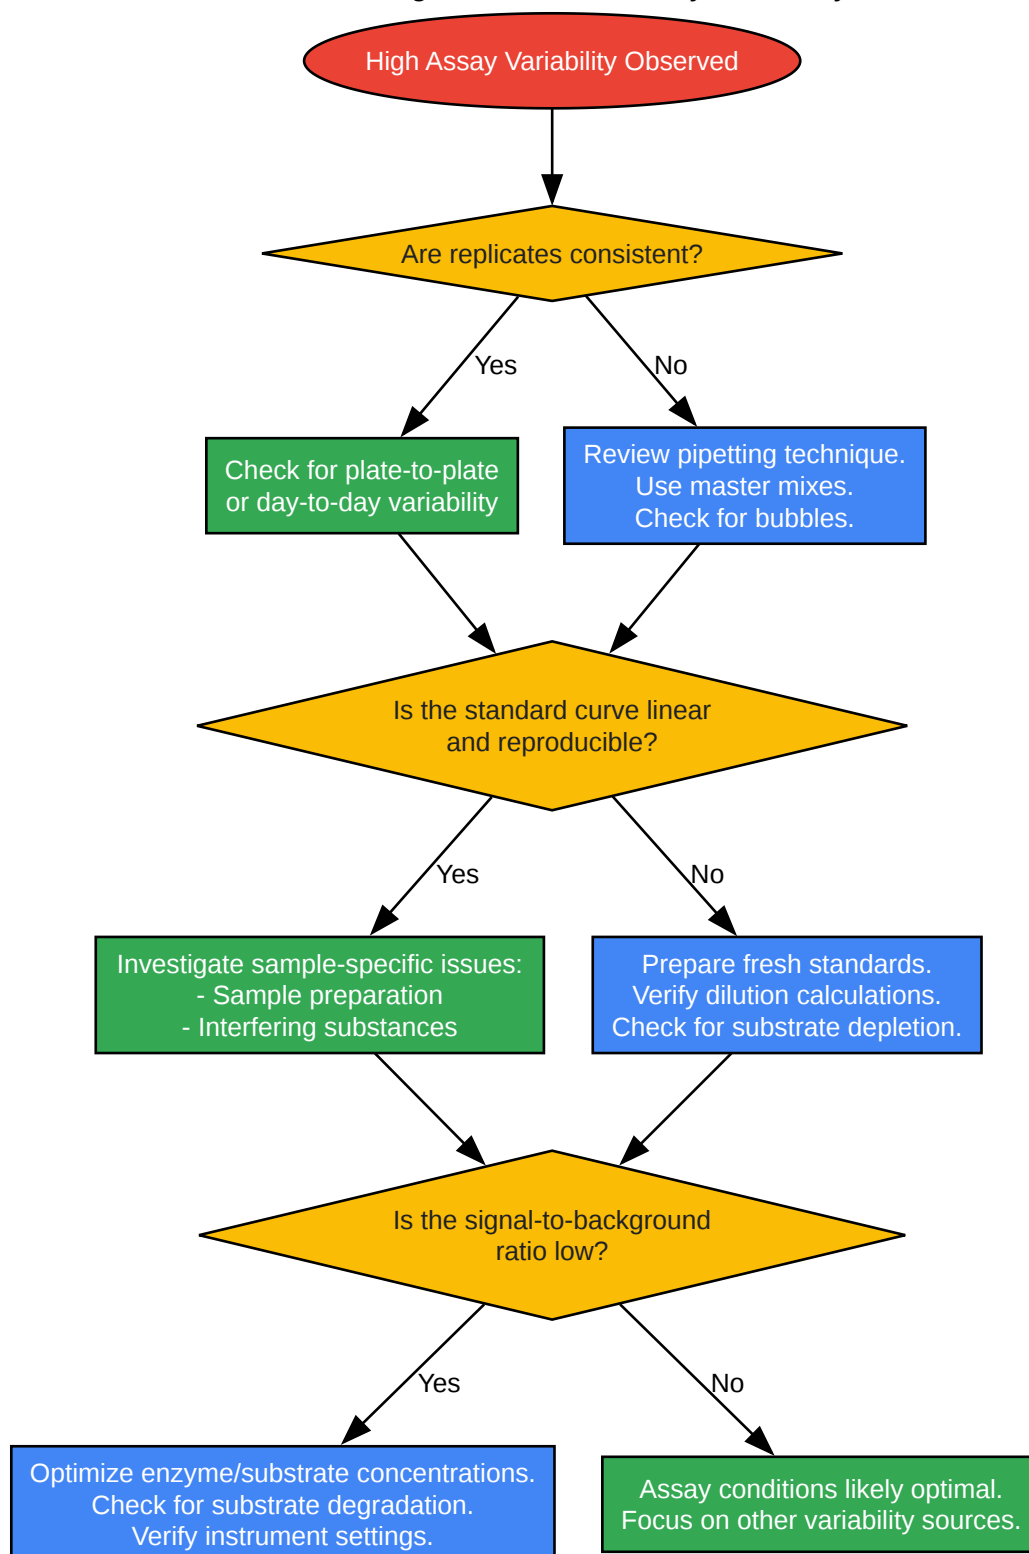 High Assay Variability Observed
Are replicates consistent?
Yes
No
Check for plate-to-plate
or day-to-day variability
Review pipetting technique.
Use master mixes.
Check for bubbles.
Is the standard curve linear
and reproducible?
Yes
No
Investigate sample-specific issues:
- Sample preparation
- Interfering substances
Prepare fresh standards.
Verify dilution calculations.
Check for substrate depletion.
Is the signal-to-background
ratio low?
Yes
No
Optimize enzyme/substrate concentrations.
Check for substrate degradation.
Verify instrument settings.
Assay conditions likely optimal.
Focus on other variability sources.